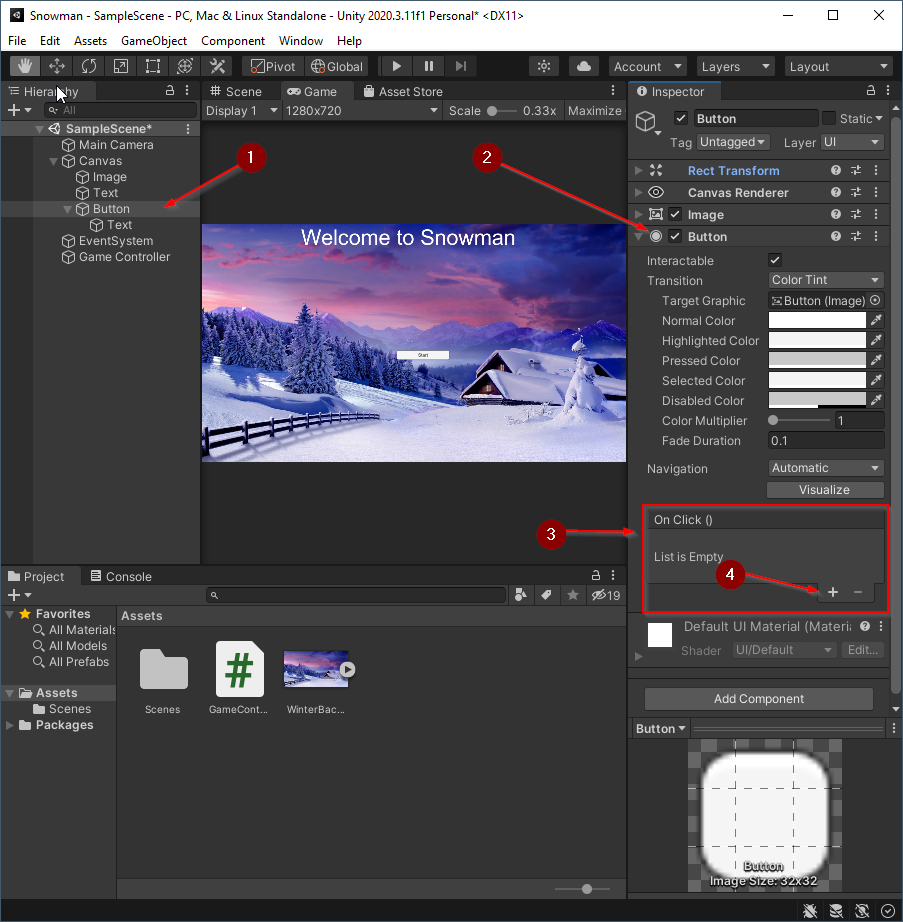 Snowman - SampleScene - PC, Mac & Linux Standalone - Unity 2020.3.11f1 Personal* <DX11>
File Edit Assets GameObject Component Window Help
Pivot Global Account Layers Layout
Hierarchy
All
SampleScene*
Main Camera
Canvas
Image
Text
Button
Text
EventSystem
Game Controller
1
Scene Game Asset Store
Display 1 1280x720 Scale 0.33x Maximize
2
Welcome to Snowman
Start
3
Inspector
Button Static
Tag Untagged Layer UI
Rect Transform
Canvas Renderer
Image
Button
Interactable
Transition Color Tint
Target Graphic Button (Image)
Normal Color
Highlighted Color
Pressed Color
Selected Color
Disabled Color
Color Multiplier 1
Fade Duration 0.1
Navigation Automatic
Visualize
On Click ()
List is Empty
4
+ −
Default UI Material (Materi
Shader UI/Default Edit...
Add Component
Button
Button
Image Size: 32x32
Project Console
19
Favorites
All Materials
All Models
All Prefabs
Assets
Scenes
Packages
Assets
#
Scenes GameCont... WinterBac...